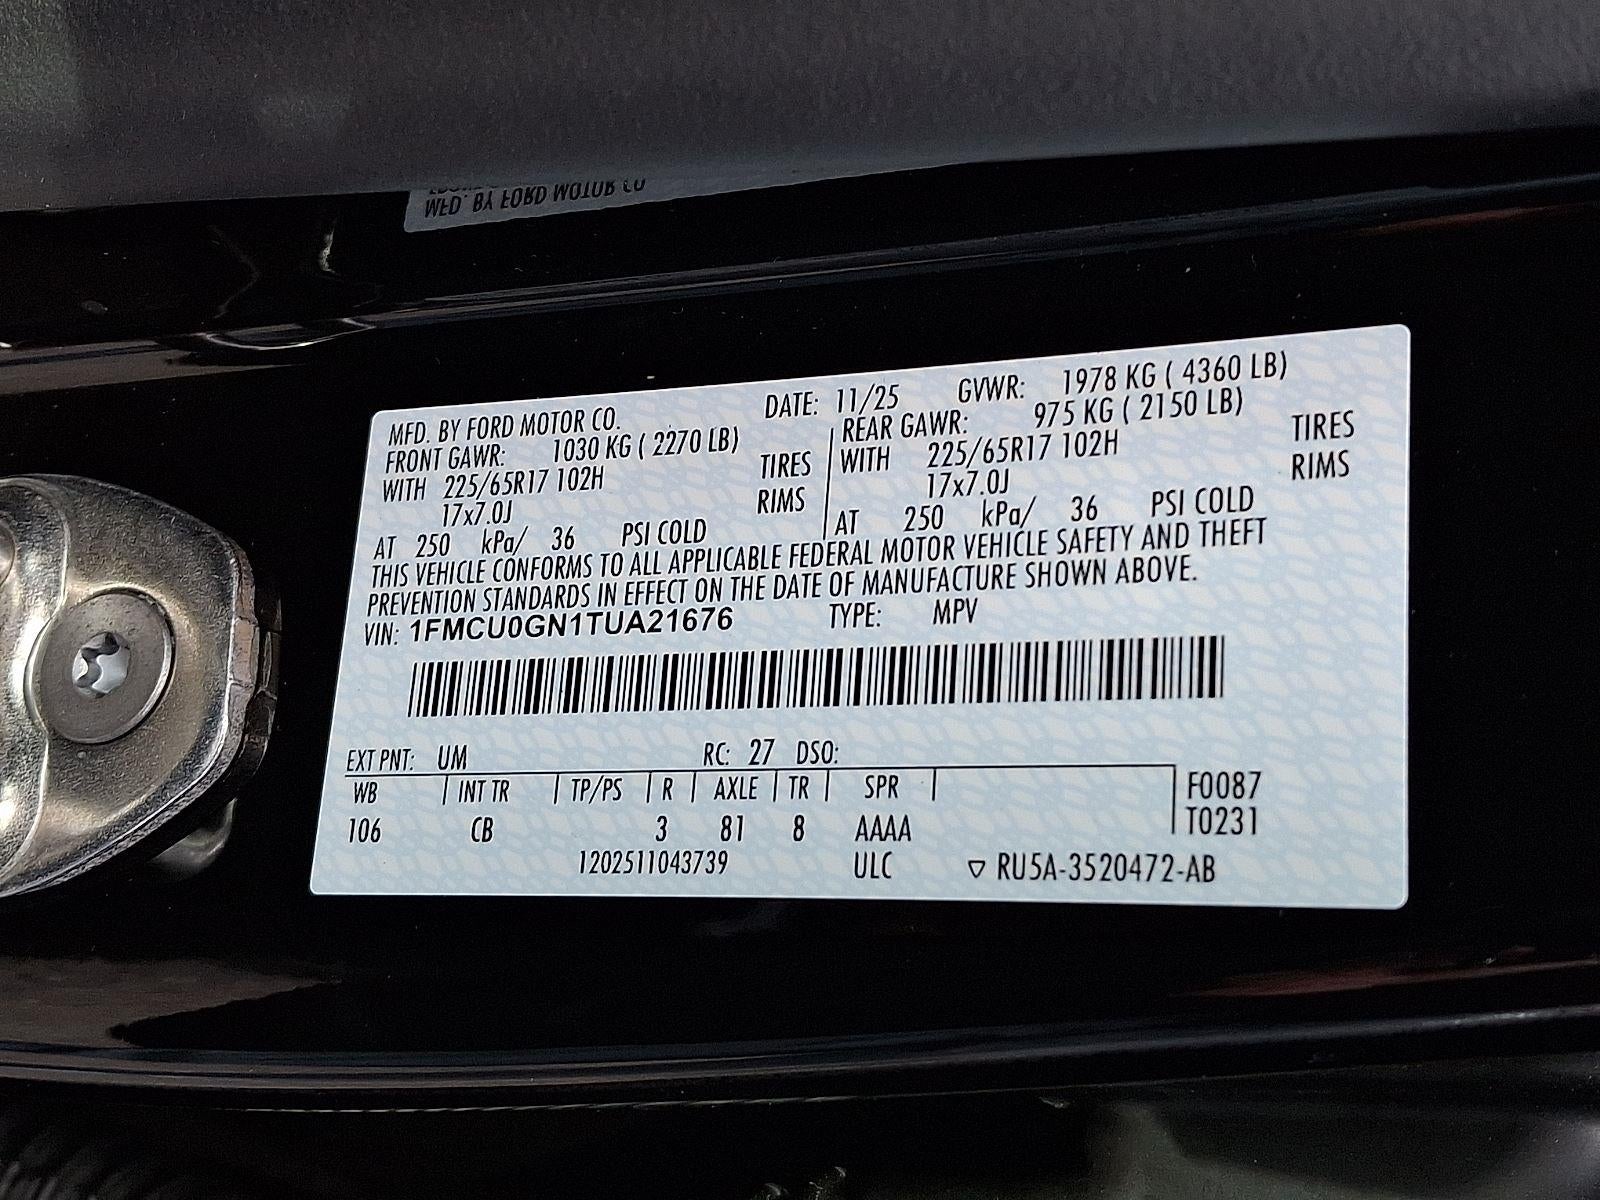 MFD. BY FORD MOTOR CO.
MFD. BY FORD MOTOR CO. DATE: 11/25 GVWR: 1978 KG ( 4360 LB)
FRONT GAWR: 1030 KG ( 2270 LB) REAR GAWR: 975 KG ( 2150 LB)
WITH 225/65R17 102H TIRES WITH 225/65R17 102H TIRES
17x7.0J RIMS 17x7.0J RIMS
AT 250 kPa/ 36 PSI COLD AT 250 kPa/ 36 PSI COLD
THIS VEHICLE CONFORMS TO ALL APPLICABLE FEDERAL MOTOR VEHICLE SAFETY AND THEFT
PREVENTION STANDARDS IN EFFECT ON THE DATE OF MANUFACTURE SHOWN ABOVE.
VIN: 1FMCU0GN1TUA21676 TYPE: MPV
EXT PNT: UM RC: 27 DSO:
WB INT TR TP/PS R AXLE TR SPR F0087
106 CB 3 81 8 AAAA T0231
1202511043739 ULC ▽ RU5A-3520472-AB